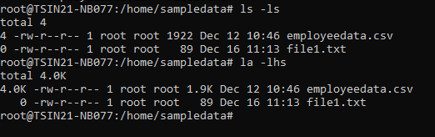 root@TSIN21-NB077:/home/sampledata# ls -ls
total 4
4 -rw-r--r-- 1 root root 1922 Dec 12 10:46 employeedata.csv
0 -rw-r--r-- 1 root root   89 Dec 16 11:13 file1.txt
root@TSIN21-NB077:/home/sampledata# la -lhs
total 4.0K
4.0K -rw-r--r-- 1 root root 1.9K Dec 12 10:46 employeedata.csv
   0 -rw-r--r-- 1 root root   89 Dec 16 11:13 file1.txt
root@TSIN21-NB077:/home/sampledata#